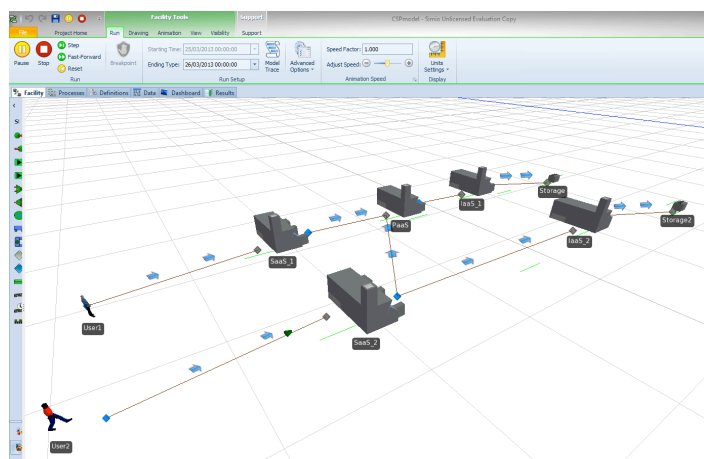 Facility Tools Support CSPmodel - Simio Unlicensed Evaluation Copy
File Project Home Run Drawing Animation View Visibility Support
Pause Stop Step Fast-Forward Reset Breakpoint
Starting Time: 25/03/2013 00:00:00
Ending Type: 26/03/2013 00:00:00
Model Trace Advanced Options
Speed Factor: 1.000
Adjust Speed:
Units Settings
Run Run Setup Animation Speed Display
Facility Processes Definitions Data Dashboard Results
Storage
IaaS_1
Storage2
PaaS
IaaS_2
SaaS_1
User1
SaaS_2
User2